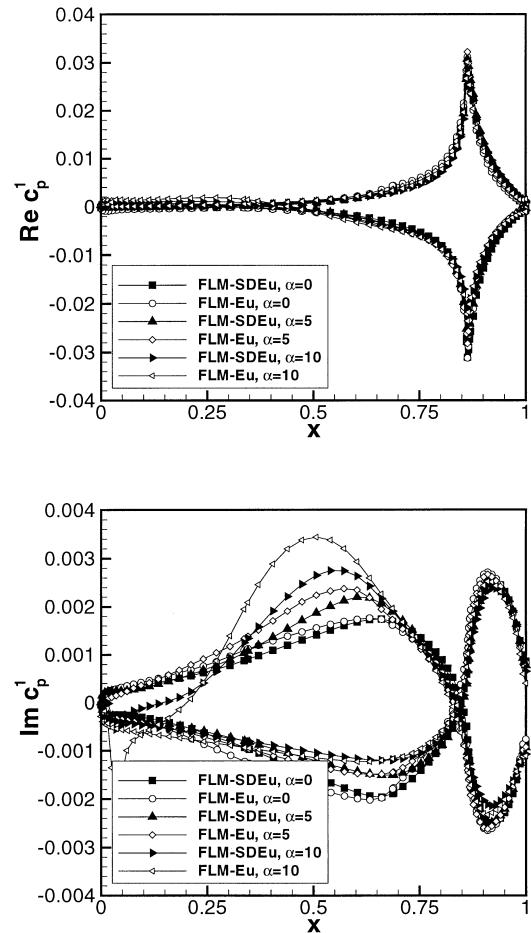 0.04
0.03
0.02
0.01
0
-0.01
-0.02
-0.03
-0.04
Re c_p^1
FLM-SDEu, α=0
FLM-Eu, α=0
FLM-SDEu, α=5
FLM-Eu, α=5
FLM-SDEu, α=10
FLM-Eu, α=10
0 0.25 0.5 0.75 1
x
0.004
0.003
0.002
0.001
0
-0.001
-0.002
-0.003
-0.004
Im c_p^1
FLM-SDEu, α=0
FLM-Eu, α=0
FLM-SDEu, α=5
FLM-Eu, α=5
FLM-SDEu, α=10
FLM-Eu, α=10
0 0.25 0.5 0.75 1
x